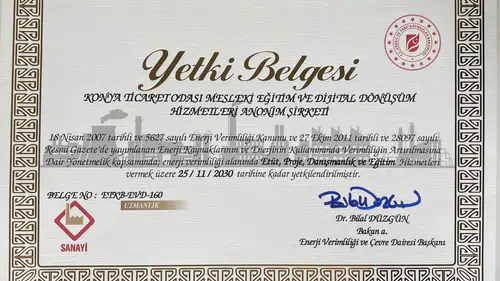 Yetki Belgesi
KONYA TİCARET ODASI MESLEKİ EĞİTİM VE DİJİTAL DÖNÜŞÜM
HİZMETLERİ ANONİM ŞİRKETİ
18 Nisan 2007 tarihli ve 5627 sayılı Enerji Verimliliği Kanunu ve 27 Ekim 2011 tarihli ve 28097 sayılı
Resmî Gazete'de yayınlanan Enerji Kaynaklarının ve Enerjinin Kullanımında Verimliliğin Artırılmasına
Dair Yönetmelik kapsamında; enerji verimliliği alanında Etüt, Proje, Danışmanlık ve Eğitim Hizmetleri
vermek üzere 25 / 11 / 2030 tarihine kadar yetkilendirilmiştir.
BELGE NO : ETKB-EVD-160
UZMANLIK
SANAYİ
Dr. Bilal DÜZGÜN
Bakan a.
Enerji Verimliliği ve Çevre Dairesi Başkanı